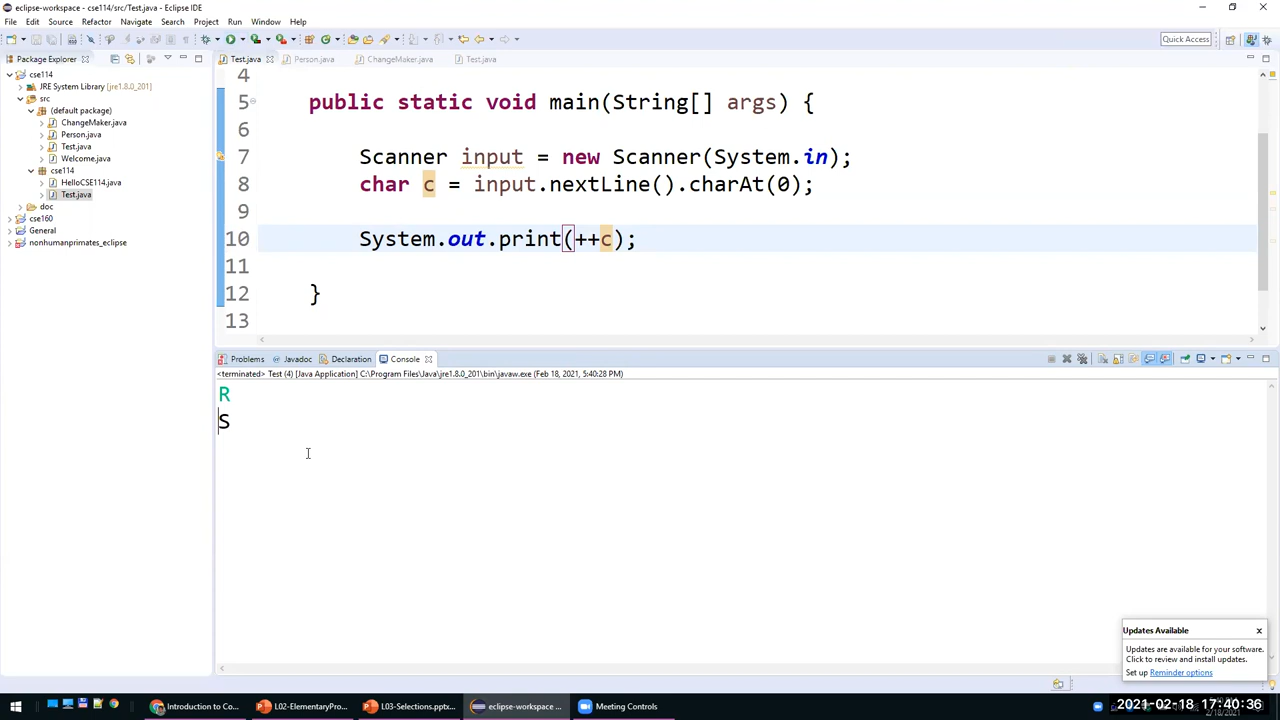 eclipse-workspace - cse114/src/Test.java - Eclipse IDE
File Edit Source Refactor Navigate Search Project Run Window Help
Quick Access
Package Explorer
Test.java Person.java ChangeMaker.java Test.java
cse114
JRE System Library [jre1.8.0_201]
src
(default package)
ChangeMaker.java
Person.java
Test.java
Welcome.java
cse114
HelloCSE114.java
Test.java
doc
cse160
General
nonhumanprimates_eclipse
4
5 public static void main(String[] args) {
6
7 Scanner input = new Scanner(System.in);
8 char c = input.nextLine().charAt(0);
9
10 System.out.print(++c);
11
12 }
13
Problems Javadoc Declaration Console
<terminated> Test (4) [Java Application] C:\Program Files\Java\jre1.8.0_201\bin\javaw.exe (Feb 18, 2021, 5:40:28 PM)
R
S
Updates Available
Updates are available for your software.
Click to review and install updates.
Set up Reminder options
Introduction to Co...
L02-ElementaryPro...
L03-Selections.pptx...
eclipse-workspace ...
Meeting Controls
2021-02-18 17:40:36
2/18/2021